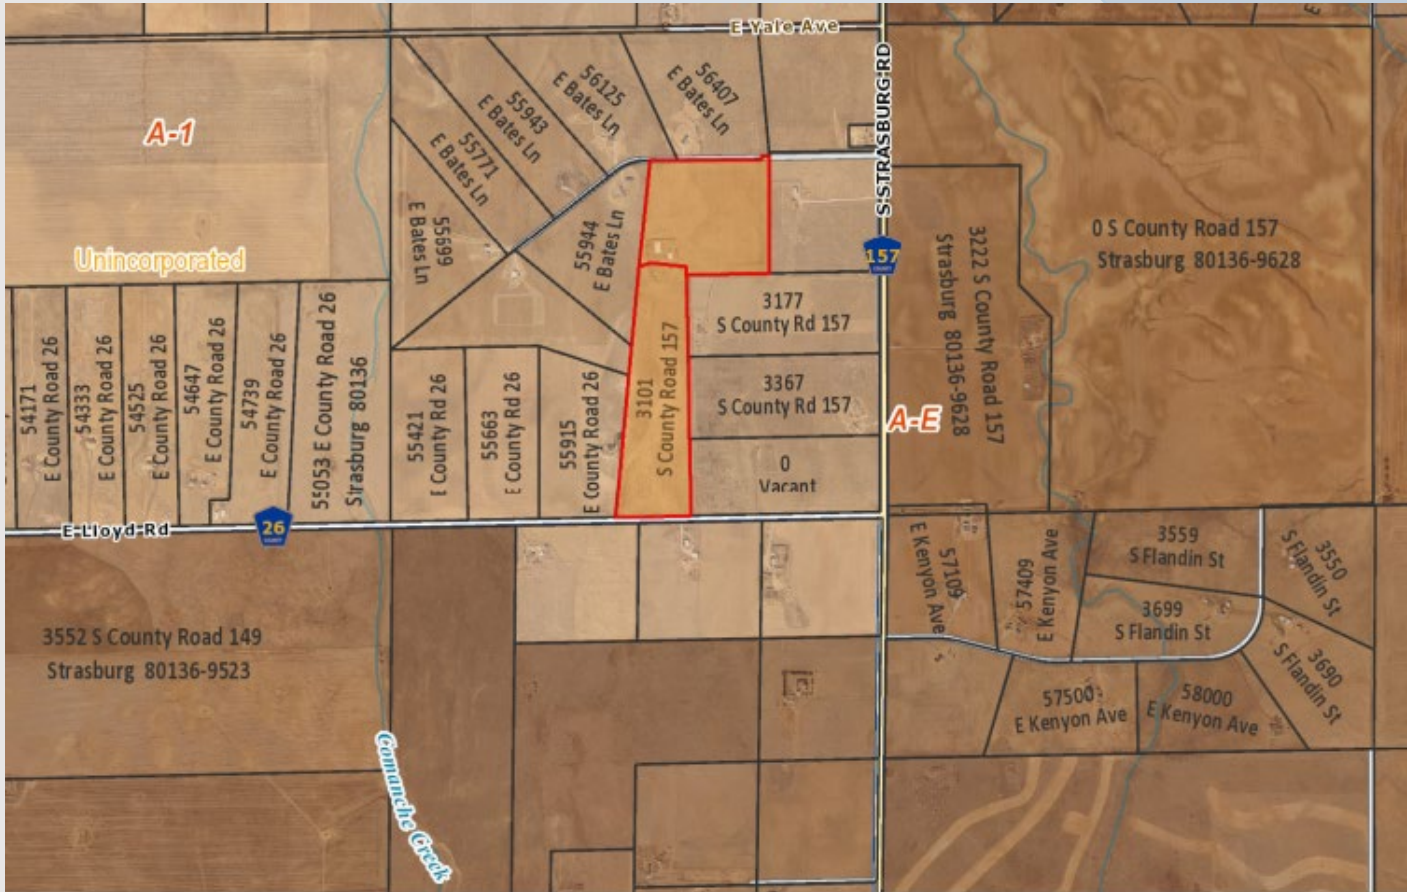 E Yale Ave
S STRASBURG RD
A-1
56125
E Bates Ln
56407
E Bates Ln
55943
E Bates Ln
55771
E Bates Ln
55699
E Bates Ln
55944
E Bates Ln
Unincorporated
157
COUNTY
0 S County Road 157
Strasburg 80136-9628
3222 S County Road 157
Strasburg 80136-9628
3177
S County Rd 157
3367
S County Rd 157
0
Vacant
3101
S County Road 157
A-E
54171
E County Road 26
54333
E County Road 26
54525
E County Road 26
54647
E County Road 26
54739
E County Road 26
55053 E County Road 26
Strasburg 80136
55421
E County Rd 26
55663
E County Rd 26
55915
E County Road 26
E Lloyd Rd
26
COUNTY
57109
E Kenyon Ave
57409
E Kenyon Ave
3559
S Flandin St
3550
S Flandin St
3699
S Flandin St
3690
S Flandin St
57500
E Kenyon Ave
58000
E Kenyon Ave
3552 S County Road 149
Strasburg 80136-9523
Comanche Creek